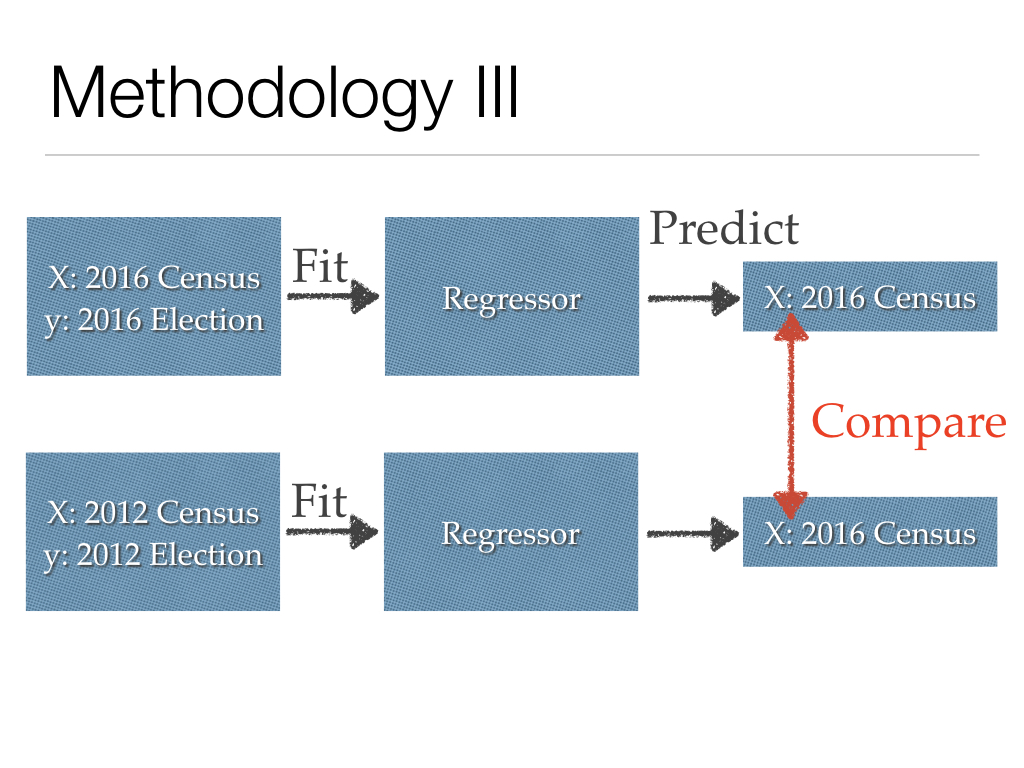 Methodology III
X: 2016 Census
y: 2016 Election
Fit
Regressor
Predict
X: 2016 Census
Compare
X: 2012 Census
y: 2012 Election
Fit
Regressor
X: 2016 Census